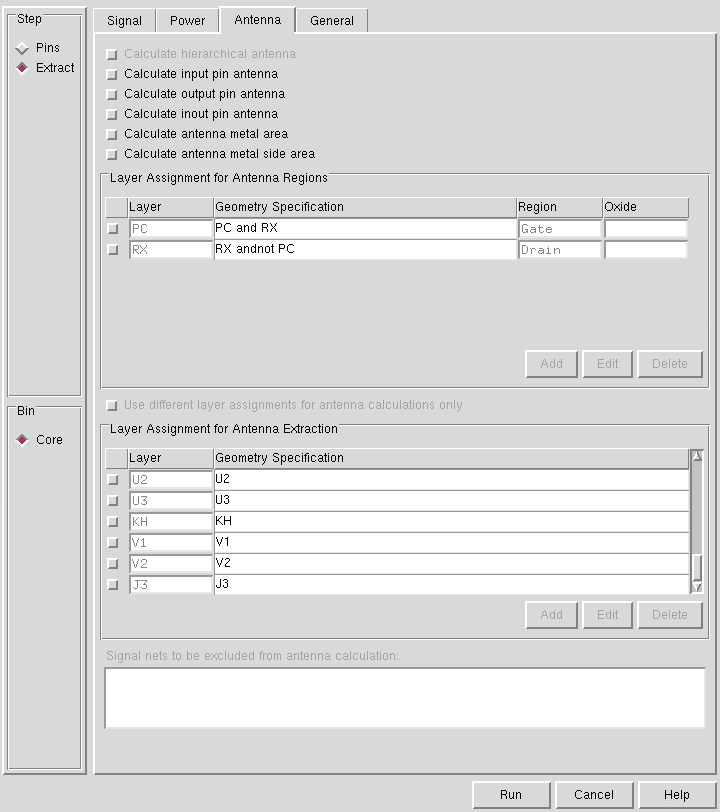 Step
Pins
Extract
Bin
Core
Signal Power Antenna General
Calculate hierarchical antenna
Calculate input pin antenna
Calculate output pin antenna
Calculate inout pin antenna
Calculate antenna metal area
Calculate antenna metal side area
Layer Assignment for Antenna Regions
Layer Geometry Specification Region Oxide
PC PC and RX Gate
RX RX andnot PC Drain
Add Edit Delete
Use different layer assignments for antenna calculations only
Layer Assignment for Antenna Extraction
Layer Geometry Specification
U2 U2
U3 U3
KH KH
V1 V1
V2 V2
J3 J3
Add Edit Delete
Signal nets to be excluded from antenna calculation:
Run Cancel Help